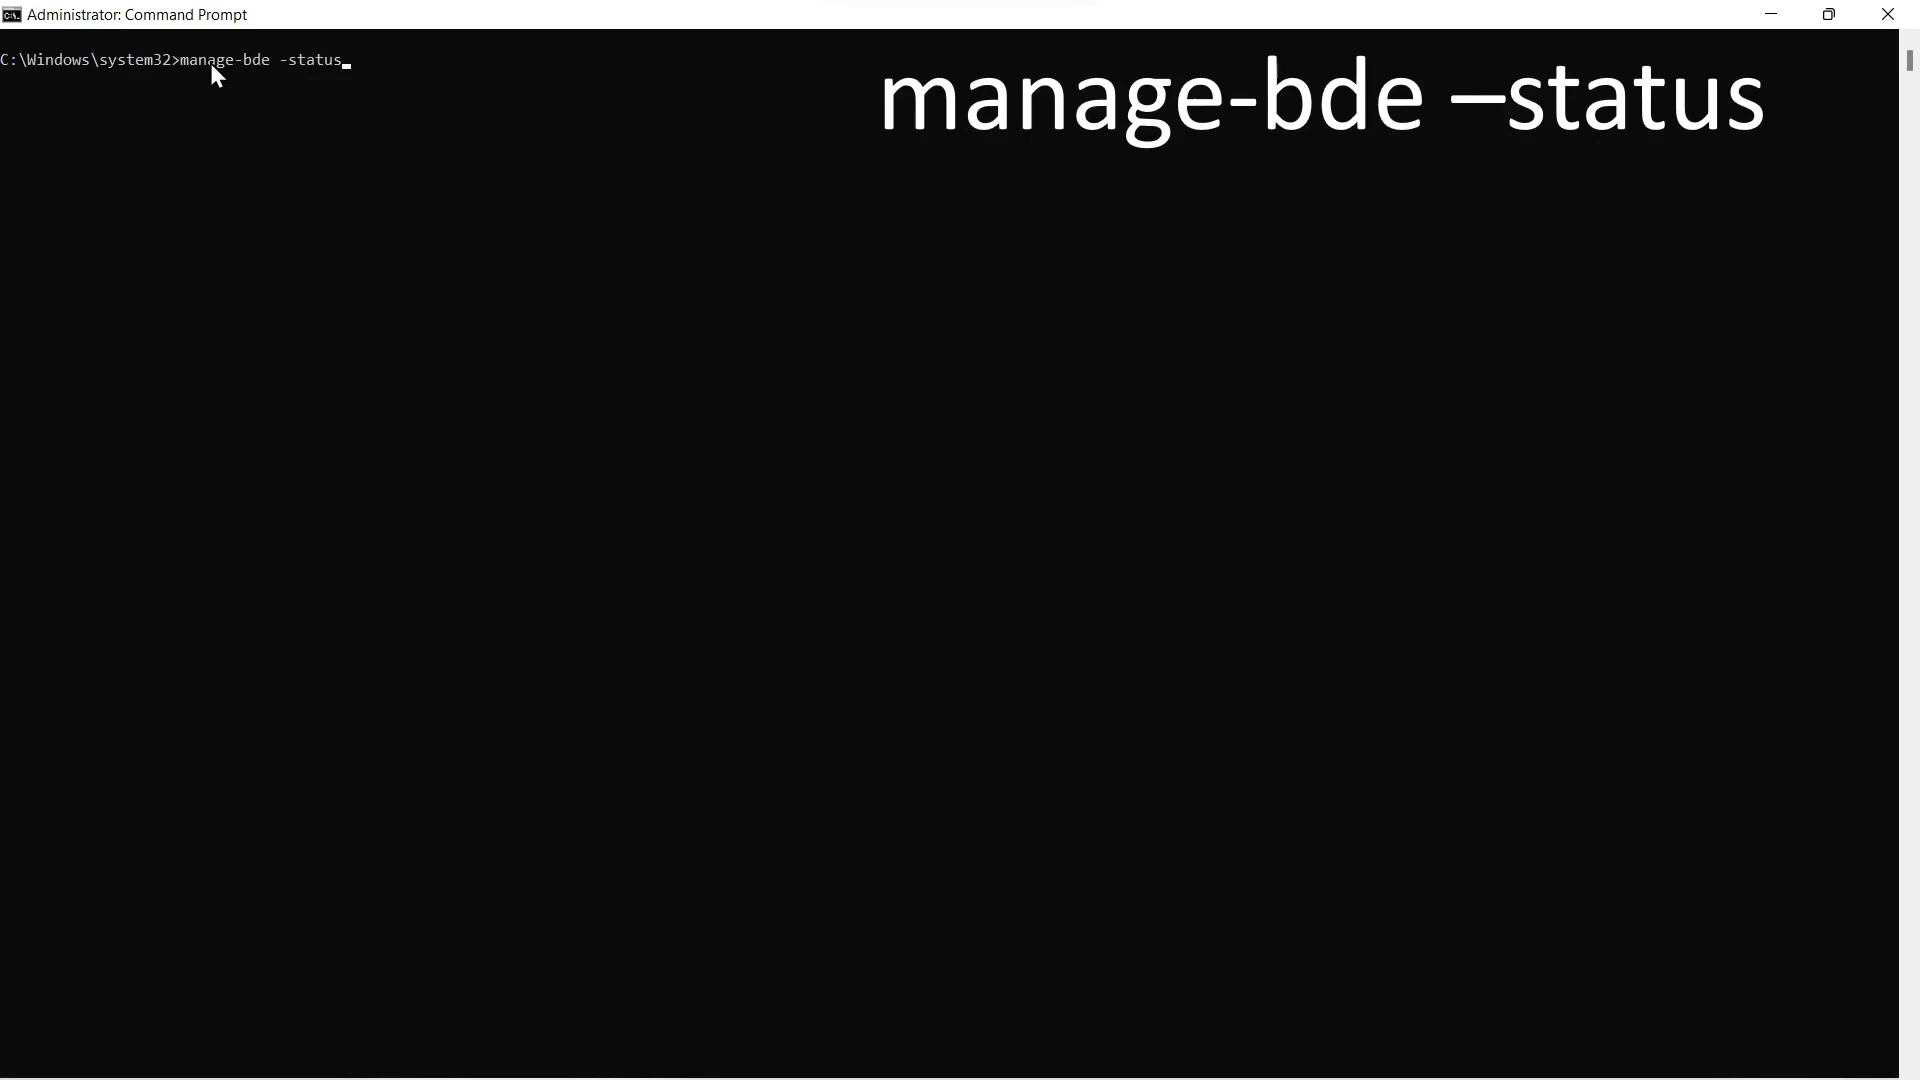 Administrator: Command Prompt
C:\Windows\system32>manage-bde -status
manage-bde –status